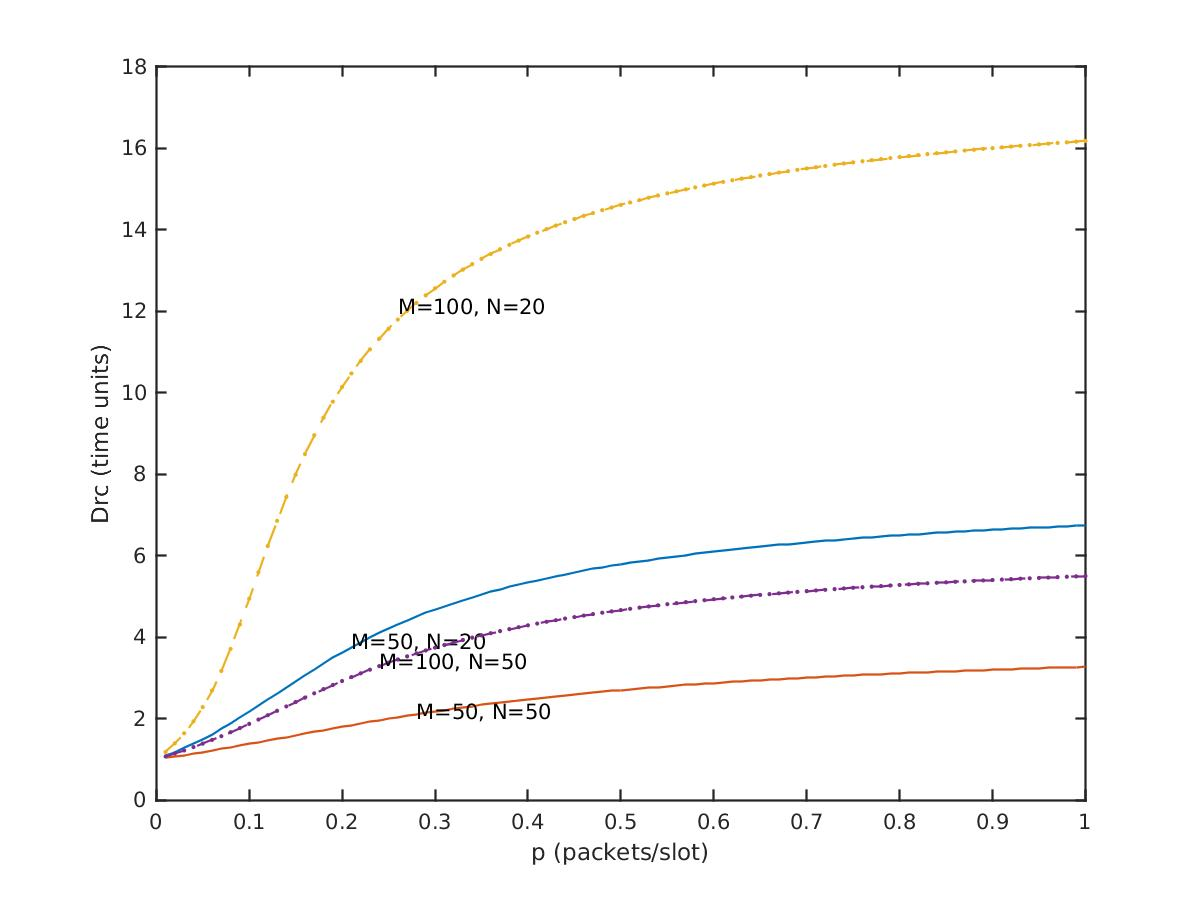 18
16
14
12
10
8
6
4
2
0
Drc (time units)
M=100, N=20
M=50, N=20
M=100, N=50
M=50, N=50
0 0.1 0.2 0.3 0.4 0.5 0.6 0.7 0.8 0.9 1
p (packets/slot)